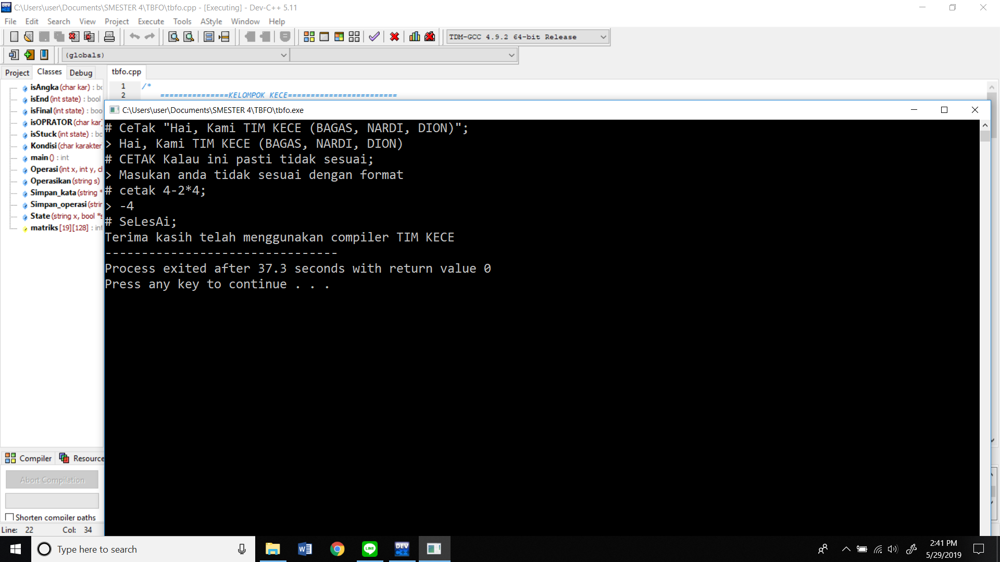 C:\Users\user\Documents\SMESTER 4\TBFO\tbfo.cpp - [Executing] - Dev-C++ 5.11
File Edit Search View Project Execute Tools AStyle Window Help
TDM-GCC 4.9.2 64-bit Release
(globals)
Project Classes Debug
tbfo.cpp
isAngka (char kar) : bo
isEnd (int state) : bool
isFinal (int state) : boo
isOPRATOR (char kar
isStuck (int state) : bo
Kondisi (char karakter,
main () : int
Operasi (int x, int y, cl
Operasikan (string s)
Simpan_kata (string *
Simpan_operasi (strir
State (string x, bool *s
matriks [19][128] : int
1 /*
2 ===============KELOMPOK KECE========================
C:\Users\user\Documents\SMESTER 4\TBFO\tbfo.exe
# CeTak "Hai, Kami TIM KECE (BAGAS, NARDI, DION)";
> Hai, Kami TIM KECE (BAGAS, NARDI, DION)
# CETAK Kalau ini pasti tidak sesuai;
> Masukan anda tidak sesuai dengan format
# cetak 4-2*4;
> -4
# SeLesAi;
Terima kasih telah menggunakan compiler TIM KECE
--------------------------------
Process exited after 37.3 seconds with return value 0
Press any key to continue . . .
Compiler Resource
Abort Compilation
Shorten compiler paths
Line: 22 Col: 34
Type here to search
LINE
DEV C++
2:41 PM
5/29/2019